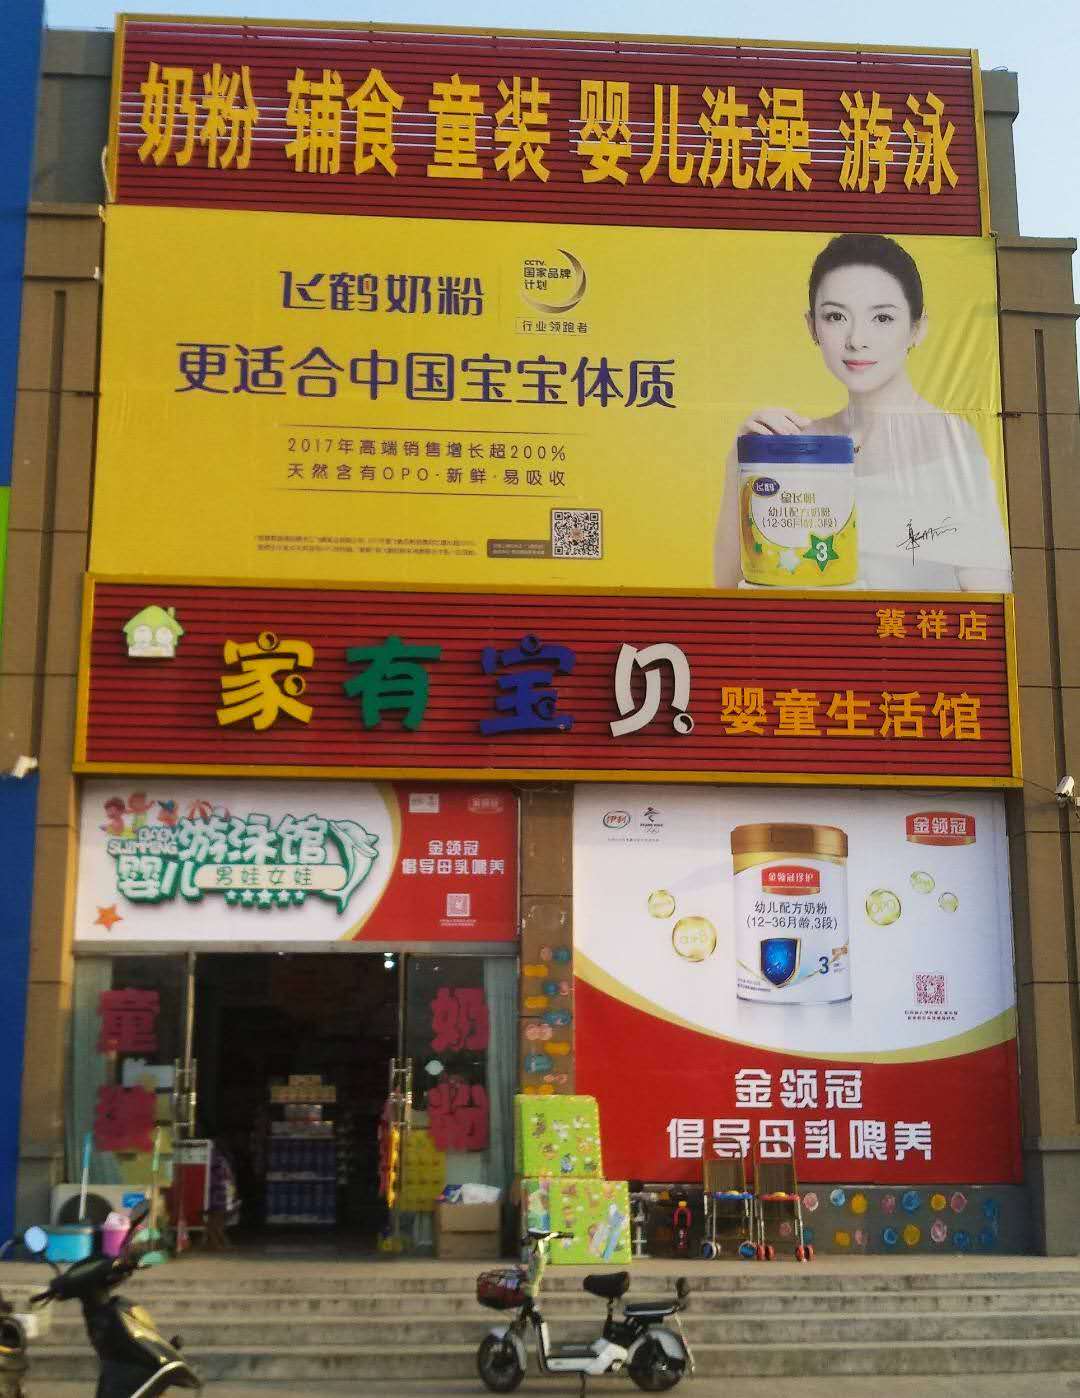 奶粉 辅食 童装 婴儿洗澡 游泳
飞鹤奶粉
CCTV.
国家品牌
计划
行业领跑者
更适合中国宝宝体质
2017年高端销售增长超200%
天然含有OPO·新鲜·易吸收
飞鹤
星飞帆
幼儿配方奶粉
(12-36月龄,3段)
3
冀祥店
家有宝贝
婴童生活馆
BABY
婴儿游泳馆
男娃女娃
金领冠
倡导母乳喂养
伊利
金领冠
金领冠珍护
幼儿配方奶粉
(12-36月龄,3段)
3
OPO
金领冠
倡导母乳喂养
童装
奶粉